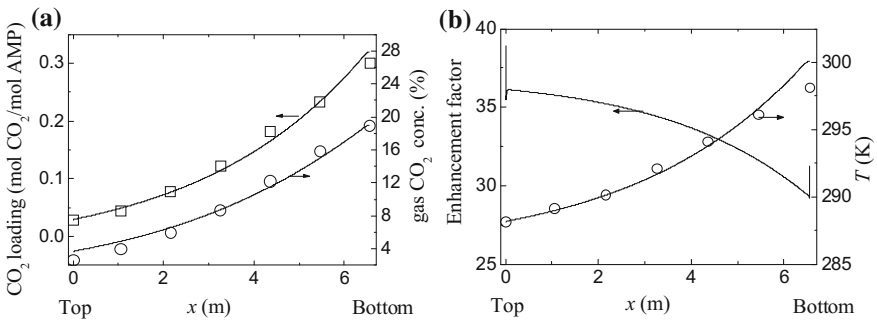 (a)
CO2 loading (mol CO2/mol AMP)
0.3
0.2
0.1
0.0
28
24
20
16
12
8
4
gas CO2 conc. (%)
0
2
4
6
Top
x (m)
Bottom
(b)
Enhancement factor
40
35
30
25
300
295
290
285
T (K)
0
2
4
6
Top
x (m)
Bottom